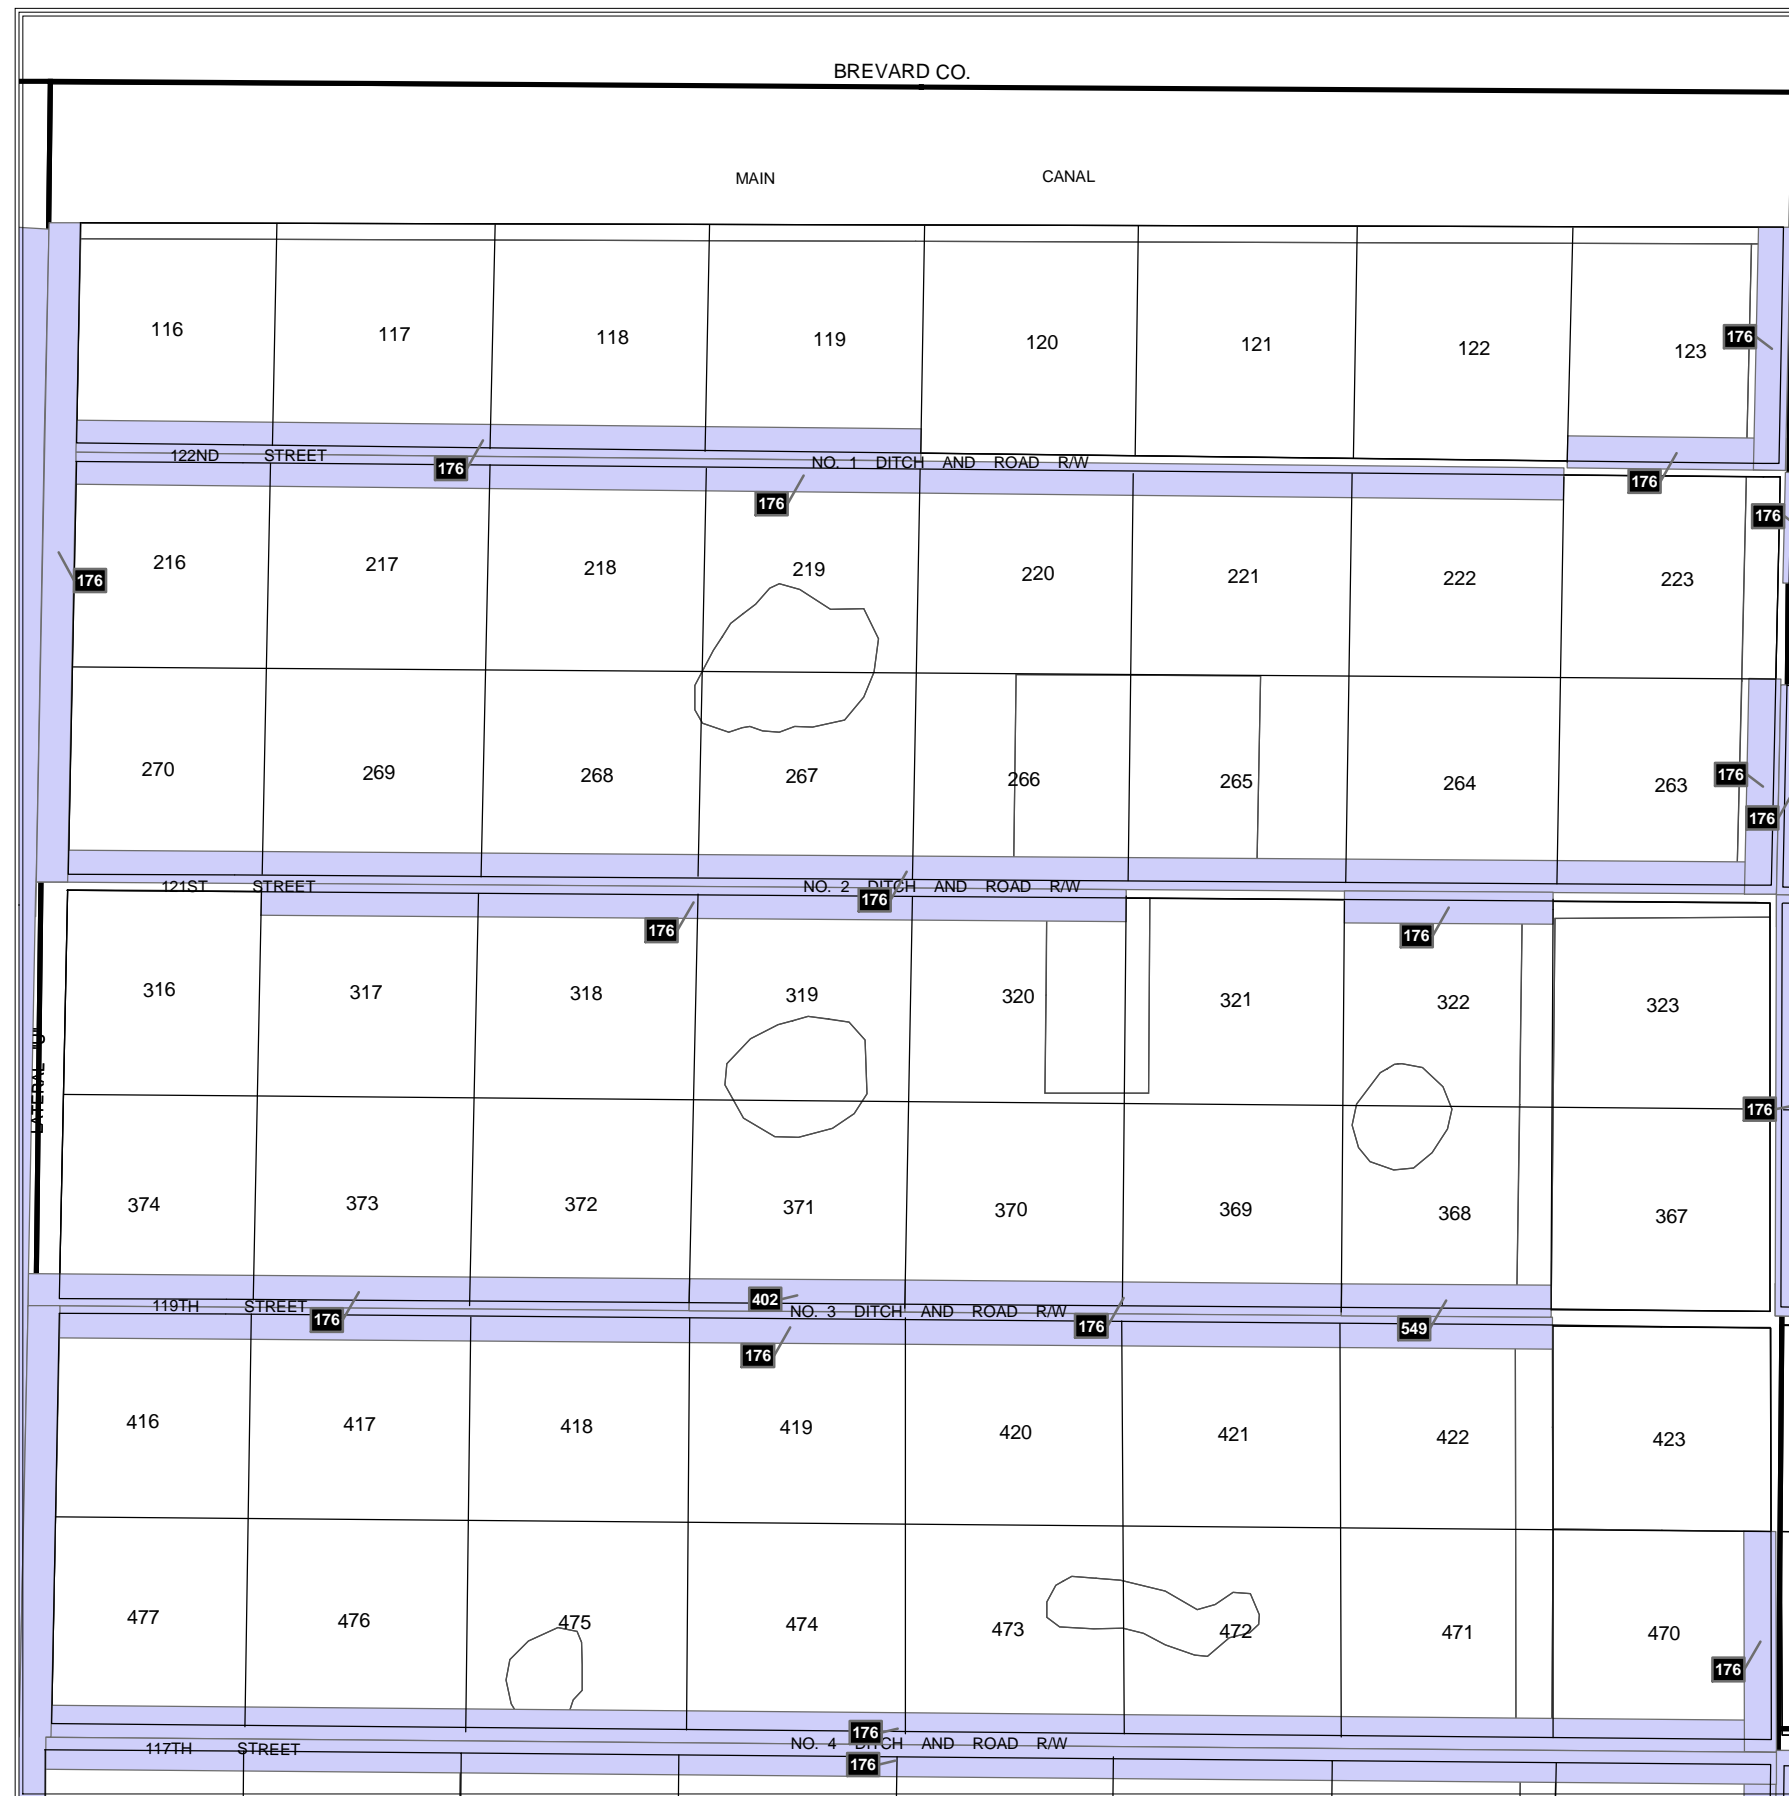 BREVARD CO.
MAIN CANAL
116 117 118 119 120 121 122 123 176
122ND STREET 176 NO. 1 DITCH AND ROAD R/W 176
176 176
216 217 218 219 220 221 222 223
176
270 269 268 267 266 265 264 263 176
176
121ST STREET NO. 2 DITCH AND ROAD R/W
176
176 176
316 317 318 319 320 321 322 323
LATERAL "U"
176
374 373 372 371 370 369 368 367
402
119TH STREET 176 NO. 3 DITCH AND ROAD R/W 176 549
176
416 417 418 419 420 421 422 423
477 476 475 474 473 472 471 470
176
176
117TH STREET NO. 4 DITCH AND ROAD R/W
176